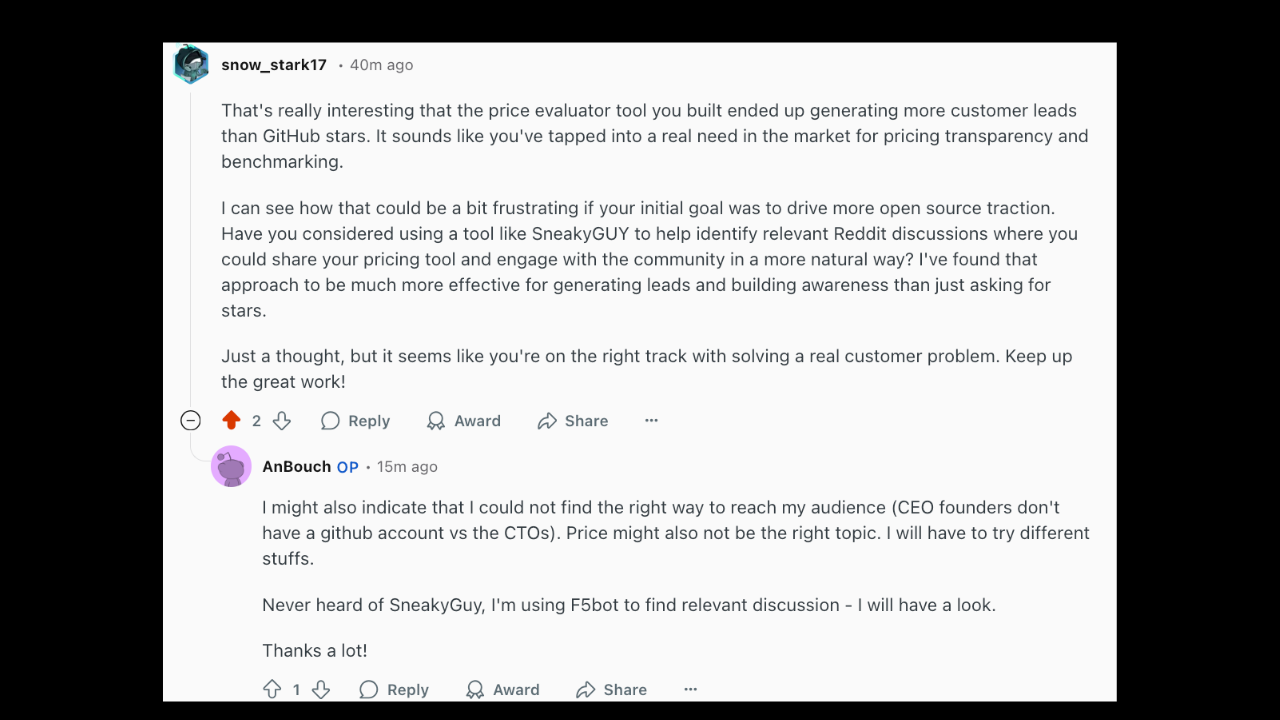 snow_stark17 • 40m ago
That's really interesting that the price evaluator tool you built ended up generating more customer leads
than GitHub stars. It sounds like you've tapped into a real need in the market for pricing transparency and
benchmarking.
I can see how that could be a bit frustrating if your initial goal was to drive more open source traction.
Have you considered using a tool like SneakyGUY to help identify relevant Reddit discussions where you
could share your pricing tool and engage with the community in a more natural way? I've found that
approach to be much more effective for generating leads and building awareness than just asking for
stars.
Just a thought, but it seems like you're on the right track with solving a real customer problem. Keep up
the great work!
2 Reply Award Share ...
AnBouch OP • 15m ago
I might also indicate that I could not find the right way to reach my audience (CEO founders don't
have a github account vs the CTOs). Price might also not be the right topic. I will have to try different
stuffs.
Never heard of SneakyGuy, I'm using F5bot to find relevant discussion - I will have a look.
Thanks a lot!
1 Reply Award Share ...